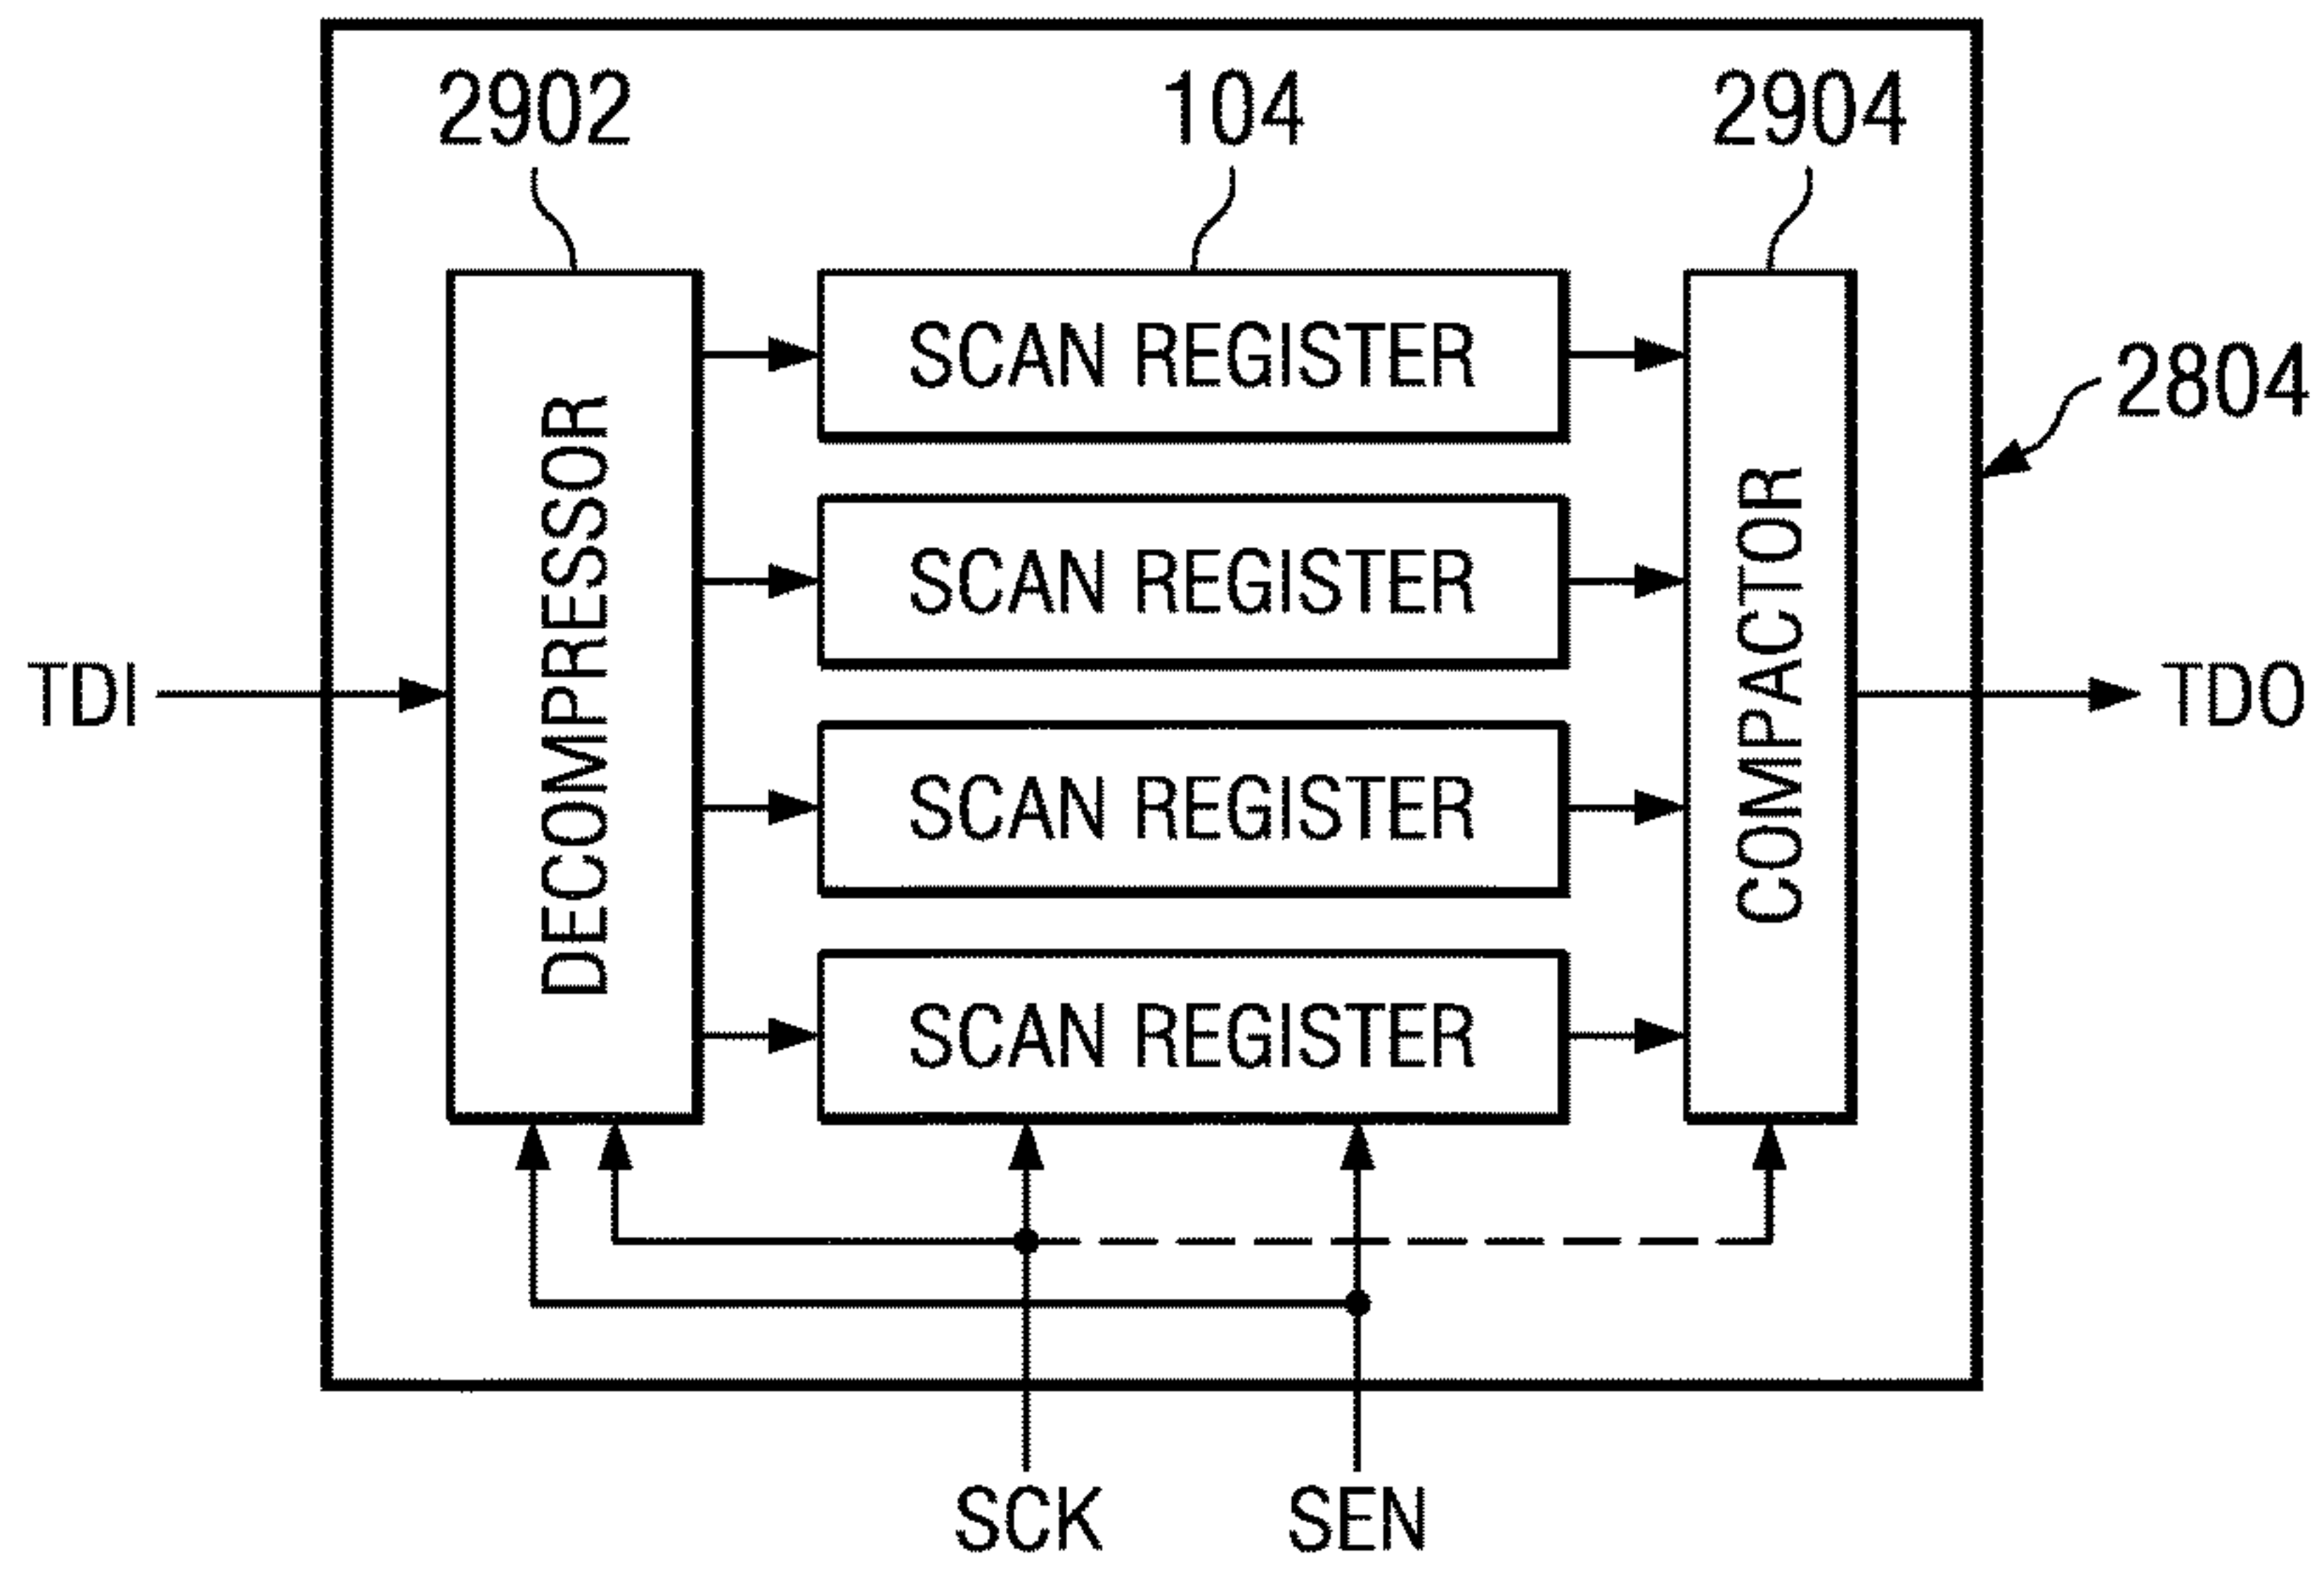 2902
104
2904
2804
SCAN REGISTER
SCAN REGISTER
SCAN REGISTER
SCAN REGISTER
DECOMPRESSOR
COMPACTOR
TDI
TDO
SCK
SEN